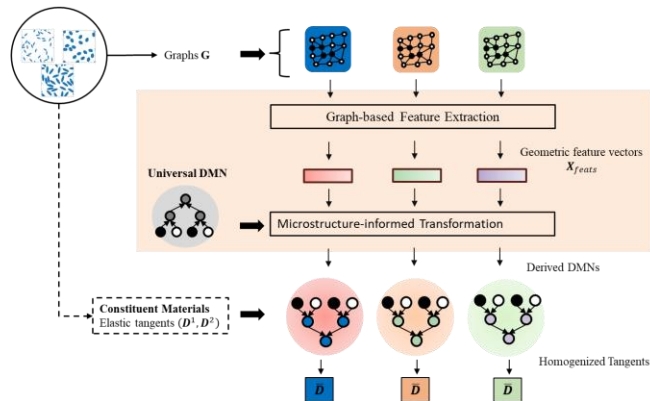 Graphs G
Graph-based Feature Extraction
Geometric feature vectors
X_feats
Universal DMN
Microstructure-informed Transformation
Derived DMNs
Constituent Materials
Elastic tangents (D¹, D²)
Homogenized Tangents
D̅ D̅ D̅